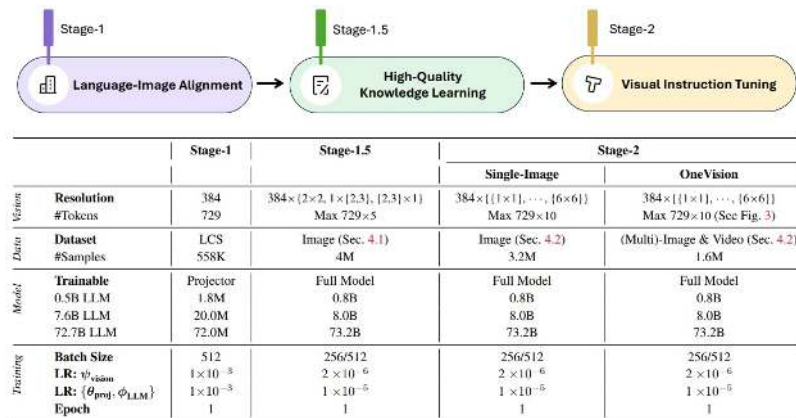 Stage-1 Stage-1.5 Stage-2
Language-Image Alignment High-Quality Knowledge Learning Visual Instruction Tuning
Stage-1 Stage-1.5 Stage-2
Single-Image OneVision
Vision Resolution 384 384×{2×2, 1×{2,3}, {2,3}×1} 384×{{1×1}, ⋯, {6×6}} 384×{{1×1}, ⋯, {6×6}}
#Tokens 729 Max 729×5 Max 729×10 Max 729×10 (See Fig. 3)
Data Dataset LCS Image (Sec. 4.1) Image (Sec. 4.2) (Multi)-Image & Video (Sec. 4.2)
#Samples 558K 4M 3.2M 1.6M
Model Trainable Projector Full Model Full Model Full Model
0.5B LLM 1.8M 0.8B 0.8B 0.8B
7.6B LLM 20.0M 8.0B 8.0B 8.0B
72.7B LLM 72.0M 73.2B 73.2B 73.2B
Training Batch Size 512 256/512 256/512 256/512
LR: ψvision 1×10⁻³ 2×10⁻⁶ 2×10⁻⁶ 2×10⁻⁶
LR: {θproj, ϕLLM} 1×10⁻³ 1×10⁻⁵ 1×10⁻⁵ 1×10⁻⁵
Epoch 1 1 1 1